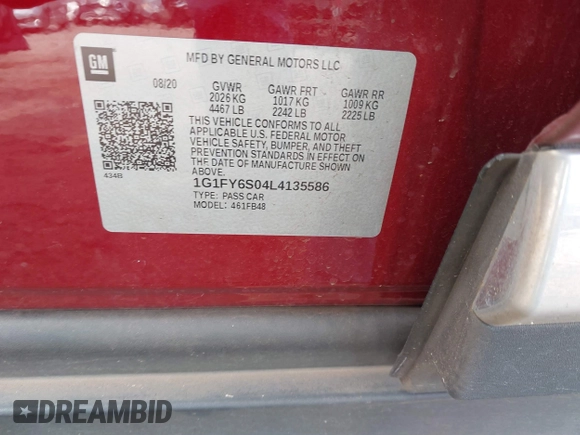 GM
MFD BY GENERAL MOTORS LLC
08/20 GVWR GAWR FRT GAWR RR
2026 KG 1017 KG 1009 KG
4467 LB 2242 LB 2225 LB
THIS VEHICLE CONFORMS TO ALL
APPLICABLE U.S. FEDERAL MOTOR
VEHICLE SAFETY, BUMPER, AND THEFT
PREVENTION STANDARDS IN EFFECT ON
THE DATE OF MANUFACTURE SHOWN
ABOVE.
434B
1G1FY6S04L4135586
TYPE: PASS CAR
MODEL: 461FB48
DREAMBID